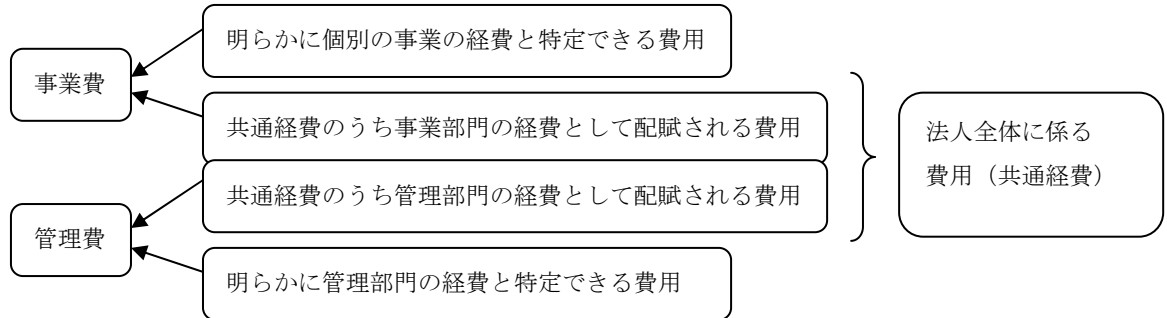 明らかに個別の事業の経費と特定できる費用
事業費
共通経費のうち事業部門の経費として配賦される費用
共通経費のうち管理部門の経費として配賦される費用
管理費
明らかに管理部門の経費と特定できる費用
法人全体に係る
費用（共通経費）